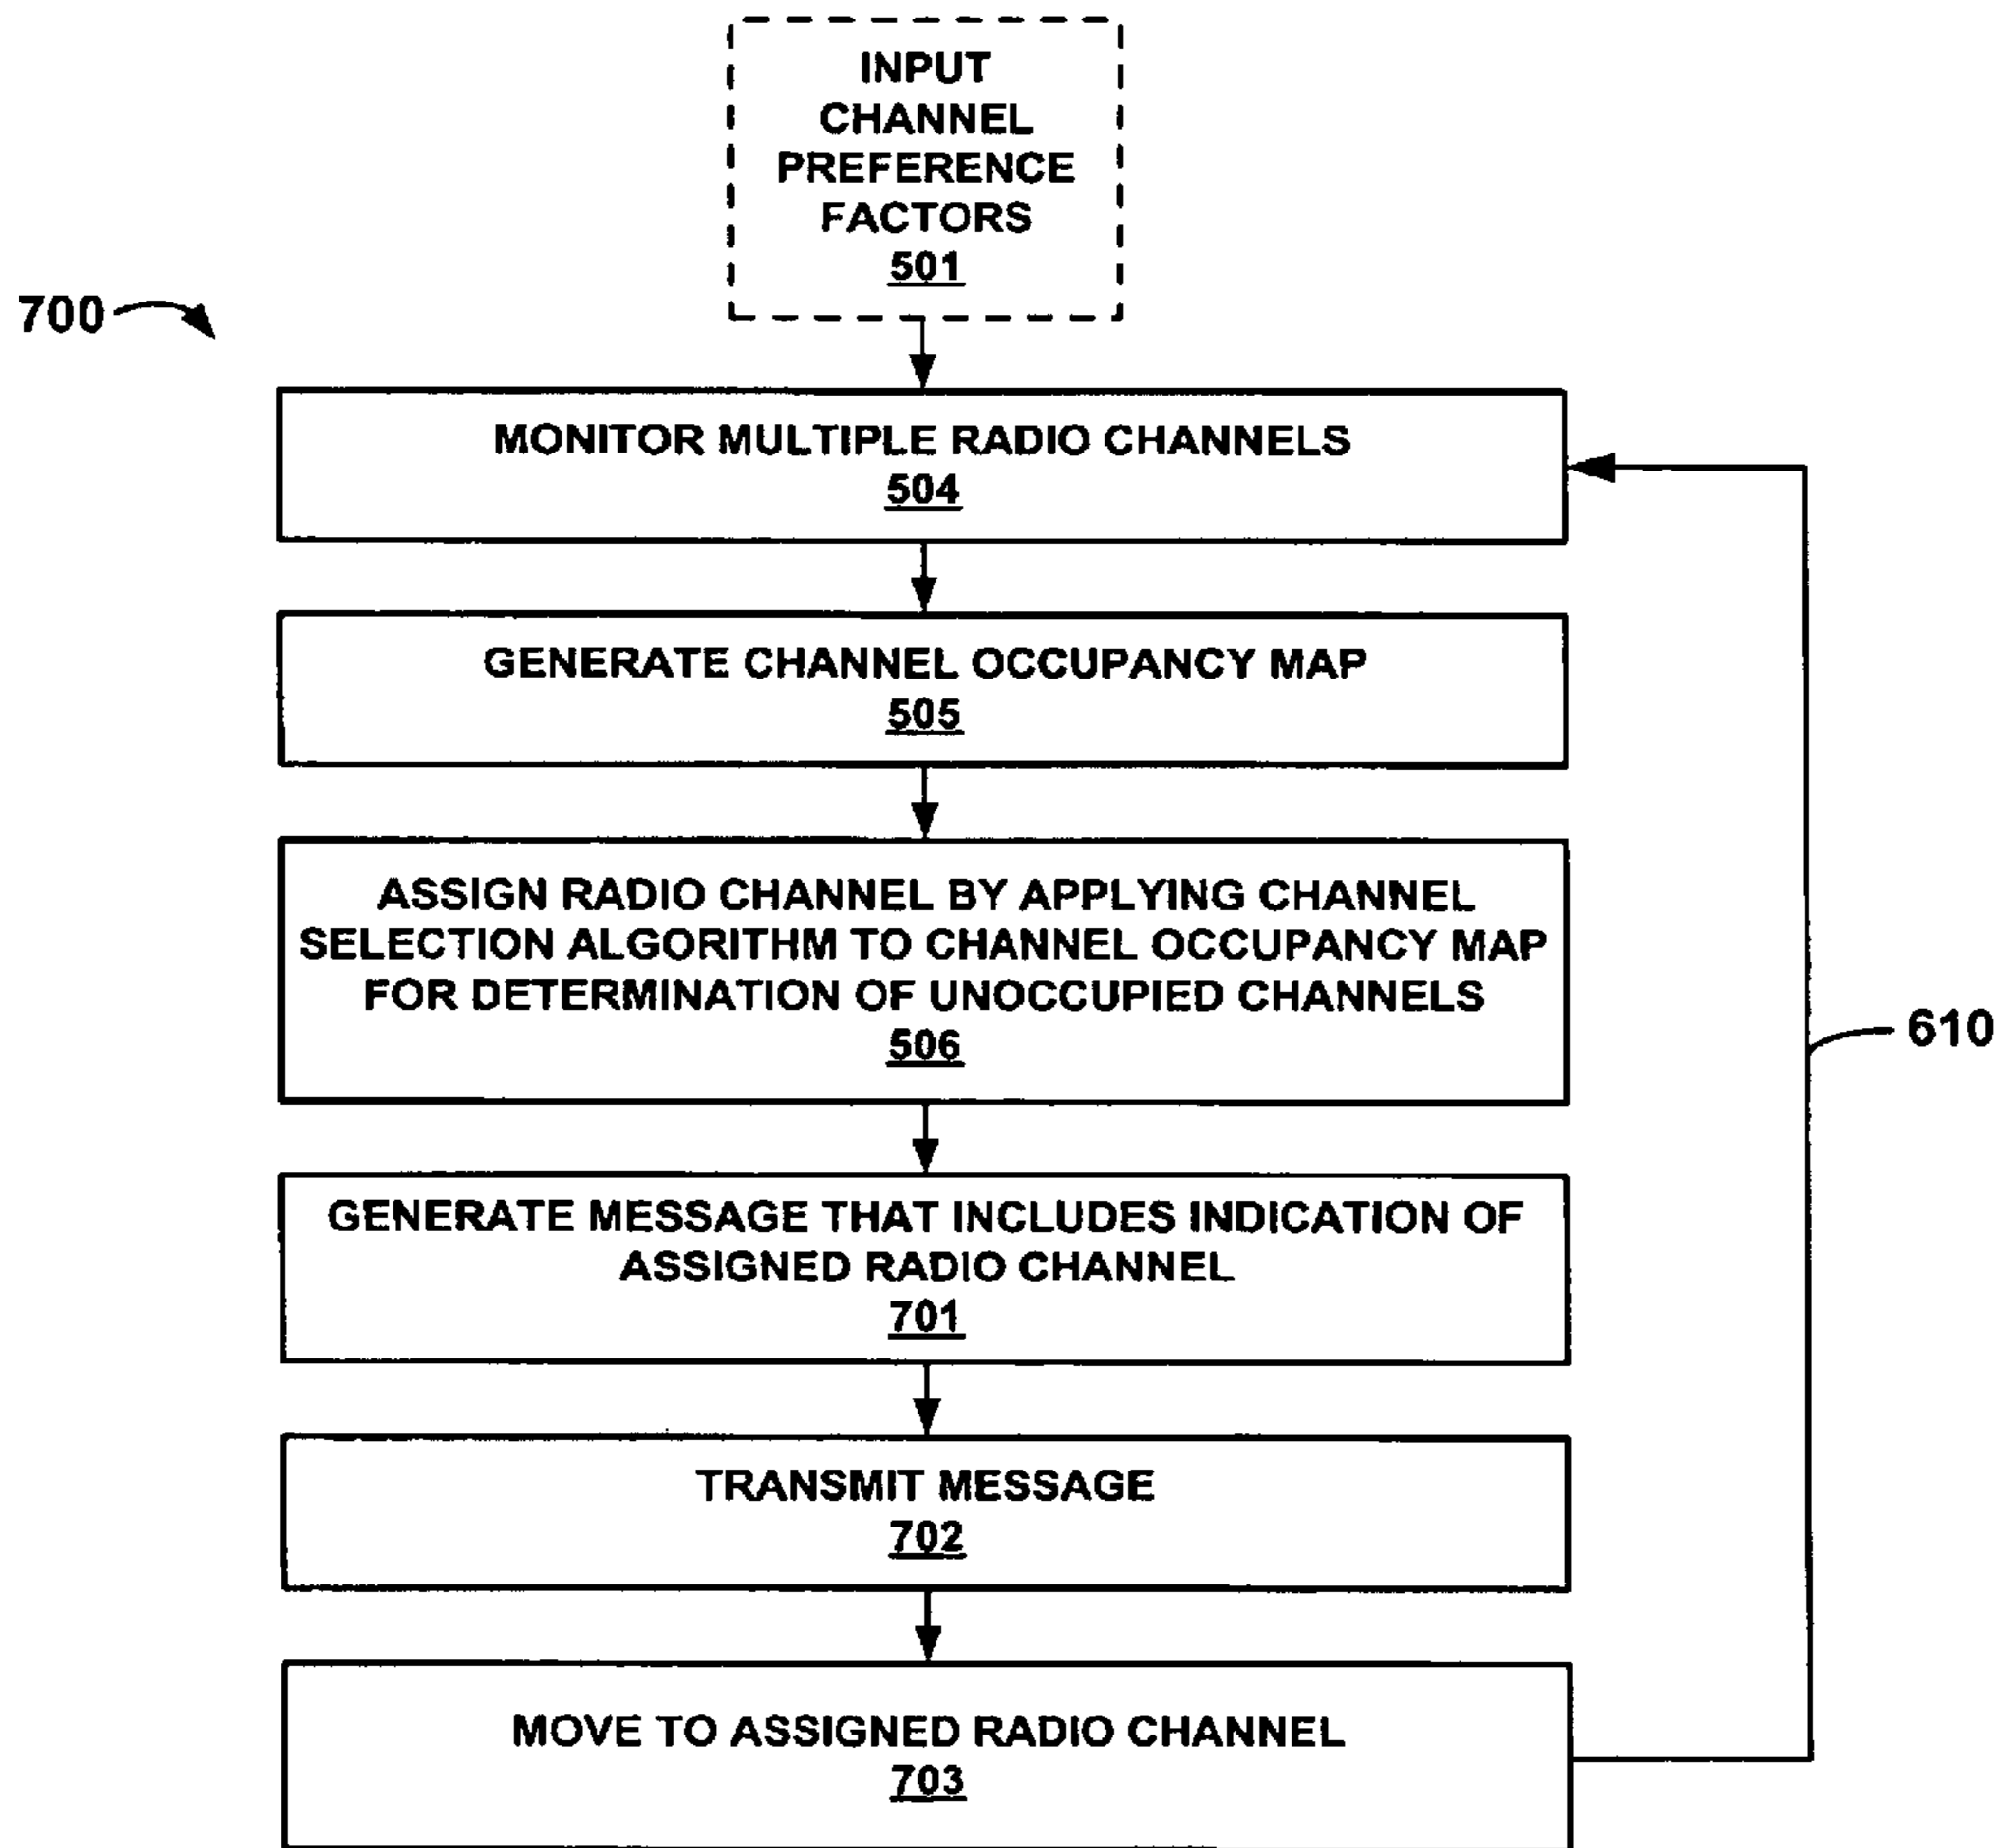 INPUT
CHANNEL
PREFERENCE
FACTORS
501
700
MONITOR MULTIPLE RADIO CHANNELS
504
GENERATE CHANNEL OCCUPANCY MAP
505
ASSIGN RADIO CHANNEL BY APPLYING CHANNEL
SELECTION ALGORITHM TO CHANNEL OCCUPANCY MAP
FOR DETERMINATION OF UNOCCUPIED CHANNELS
506
610
GENERATE MESSAGE THAT INCLUDES INDICATION OF
ASSIGNED RADIO CHANNEL
701
TRANSMIT MESSAGE
702
MOVE TO ASSIGNED RADIO CHANNEL
703